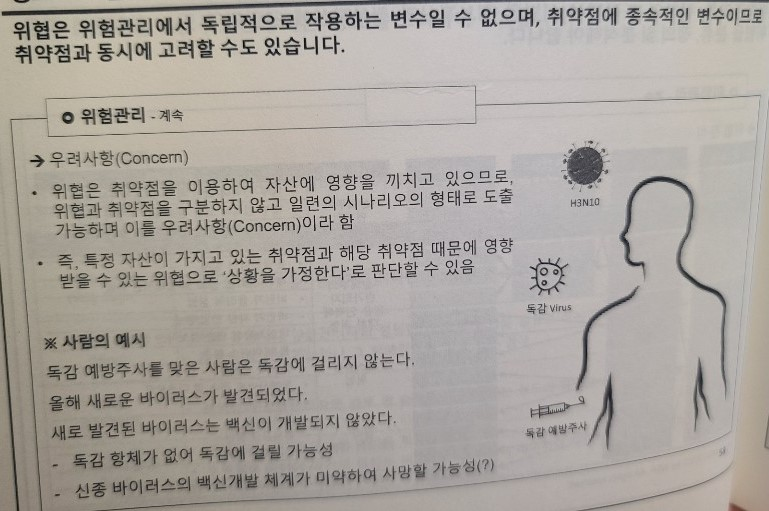 위협은 위험관리에서 독립적으로 작용하는 변수일 수 없으며, 취약점에 종속적인 변수이므로
취약점과 동시에 고려할 수도 있습니다.
위험관리 - 계속
→ 우려사항(Concern)
• 위협은 취약점을 이용하여 자산에 영향을 끼치고 있으므로,
위협과 취약점을 구분하지 않고 일련의 시나리오의 형태로 도출
가능하며 이를 우려사항(Concern)이라 함
• 즉, 특정 자산이 가지고 있는 취약점과 해당 취약점 때문에 영향
받을 수 있는 위협으로 '상황을 가정한다'로 판단할 수 있음
H3N10
독감 Virus
※ 사람의 예시
독감 예방주사를 맞은 사람은 독감에 걸리지 않는다.
올해 새로운 바이러스가 발견되었다.
새로 발견된 바이러스는 백신이 개발되지 않았다.
- 독감 항체가 없어 독감에 걸릴 가능성
- 신종 바이러스의 백신개발 체계가 미약하여 사망할 가능성(?)
독감 예방주사